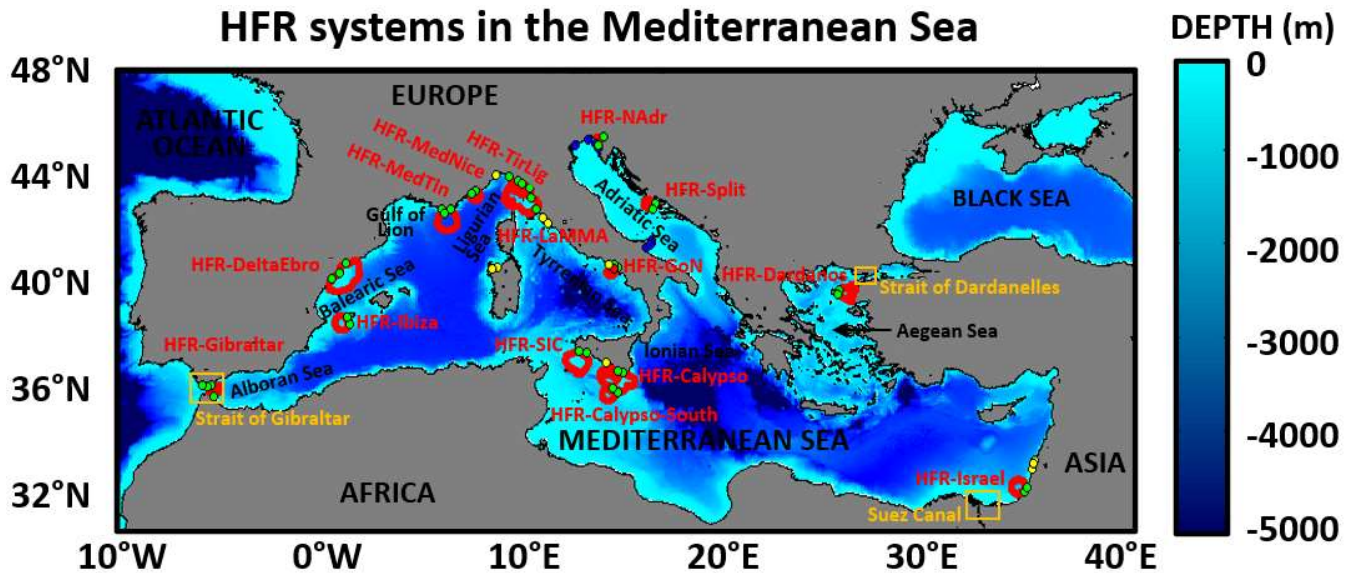 HFR systems in the Mediterranean Sea
DEPTH (m)
48°N
44°N
40°N
36°N
32°N
10°W
0°W
10°E
20°E
30°E
40°E
0
-1000
-2000
-3000
-4000
-5000
EUROPE
ATLANTIC
OCEAN
HFR-NAdr
HFR-MedNice
HFR-TirLig
HFR-MedTln
HFR-Split
BLACK SEA
Adriatic Sea
Gulf of
Lion
Ligurian
Sea
HFR-LaMMA
HFR-DeltaEbro
Balearic Sea
Tyrrenian Sea
HFR-GoN
HFR-Dardanos
Strait of Dardanelles
HFR-Ibiza
Aegean Sea
HFR-Gibraltar
HFR-SIC
Ionian Sea
Alboran Sea
HFR-Calypso
Strait of Gibraltar
HFR-Calypso-South
MEDITERRANEAN SEA
ASIA
AFRICA
HFR-Israel
Suez Canal